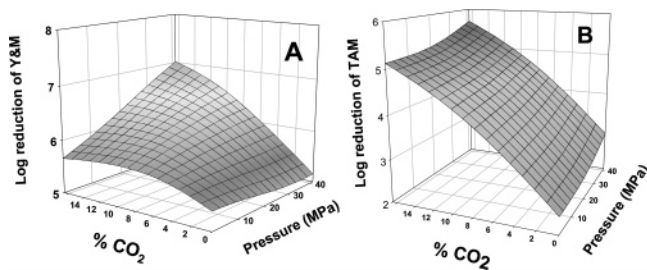 A
Log reduction of Y&M
8
7
6
5
14 12 10 8 6 4 2 0
% CO2
10 20 30 40
Pressure (MPa)
B
Log reduction of TAM
6
5
4
3
2
14 12 10 8 6 4 2 0
% CO2
10 20 30 40
Pressure (MPa)